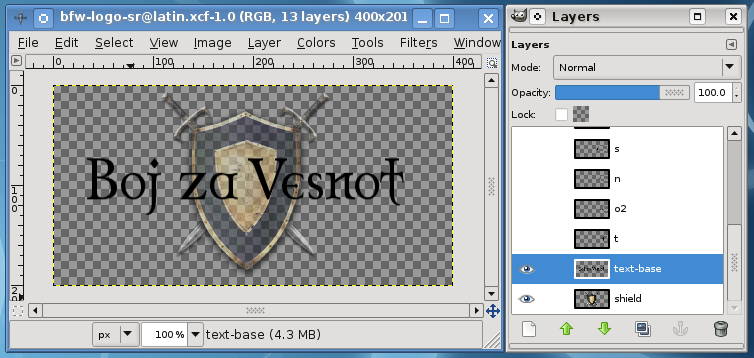 bfw-logo-sr@latin.xcf-1.0 (RGB, 13 layers) 400x201
File Edit Select View Image Layer Colors Tools Filters Window
0 100 200 300 400
0
100
Boj za Vesnot
px 100 % text-base (4.3 MB)
Layers
Layers
Mode: Normal
Opacity: 100.0
Lock:
s
n
o2
t
text-base
shield